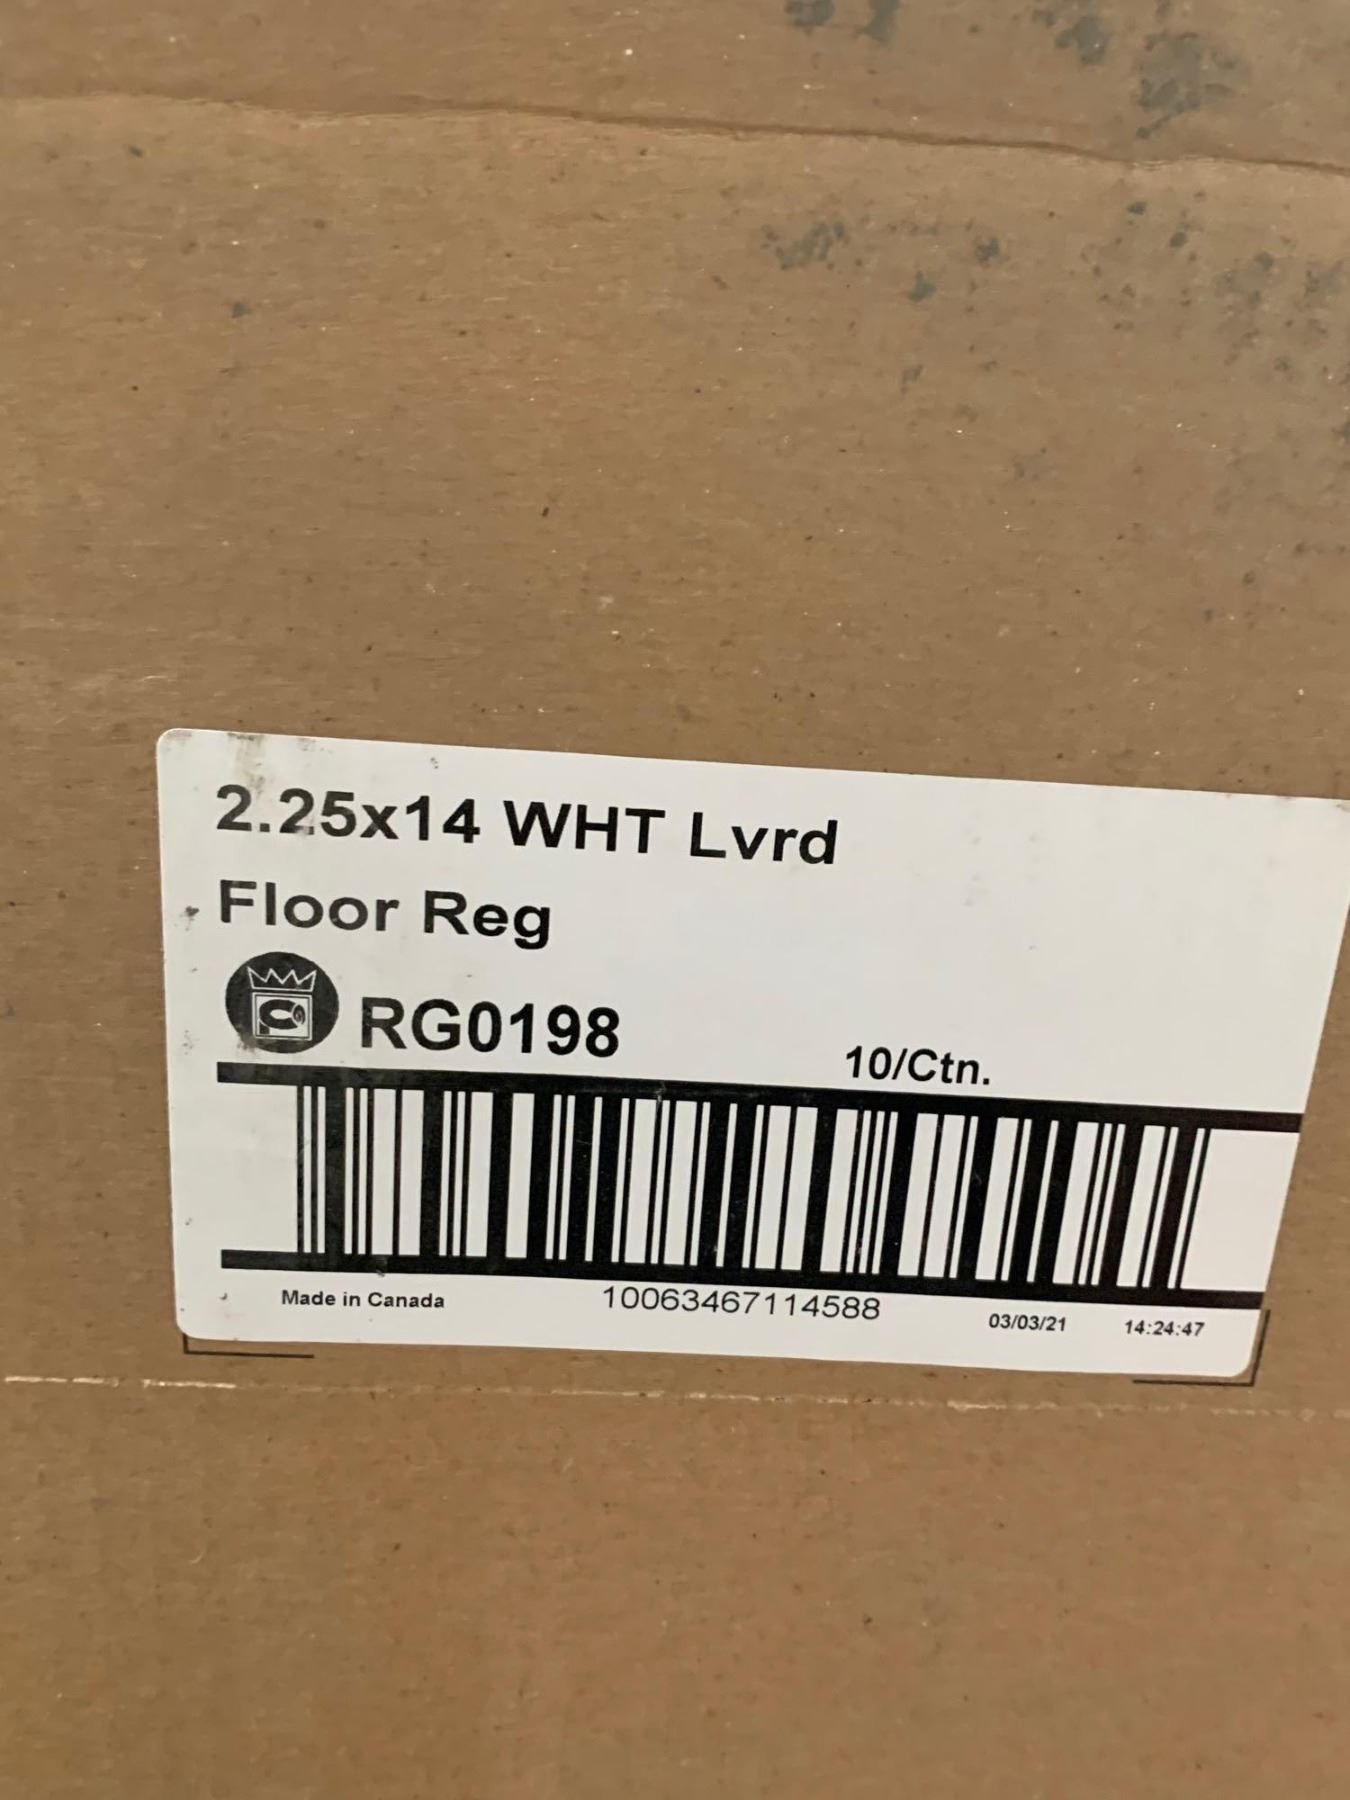 2.25x14 WHT Lvrd
Floor Reg
RG0198
10/Ctn.
Made in Canada
10063467114588
03/03/21
14:24:47